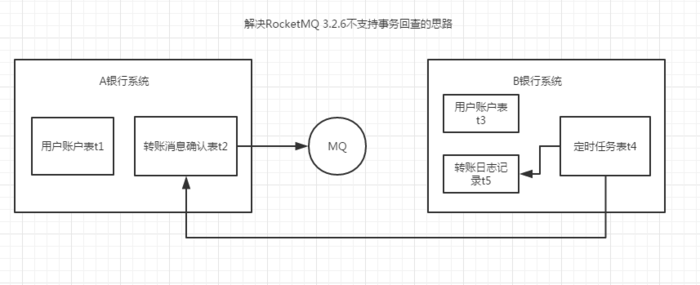 解决RocketMQ 3.2.6不支持事务回查的思路
A银行系统
用户账户表t1
转账消息确认表t2
MQ
B银行系统
用户账户表
t3
转账日志记
录t5
定时任务表t4